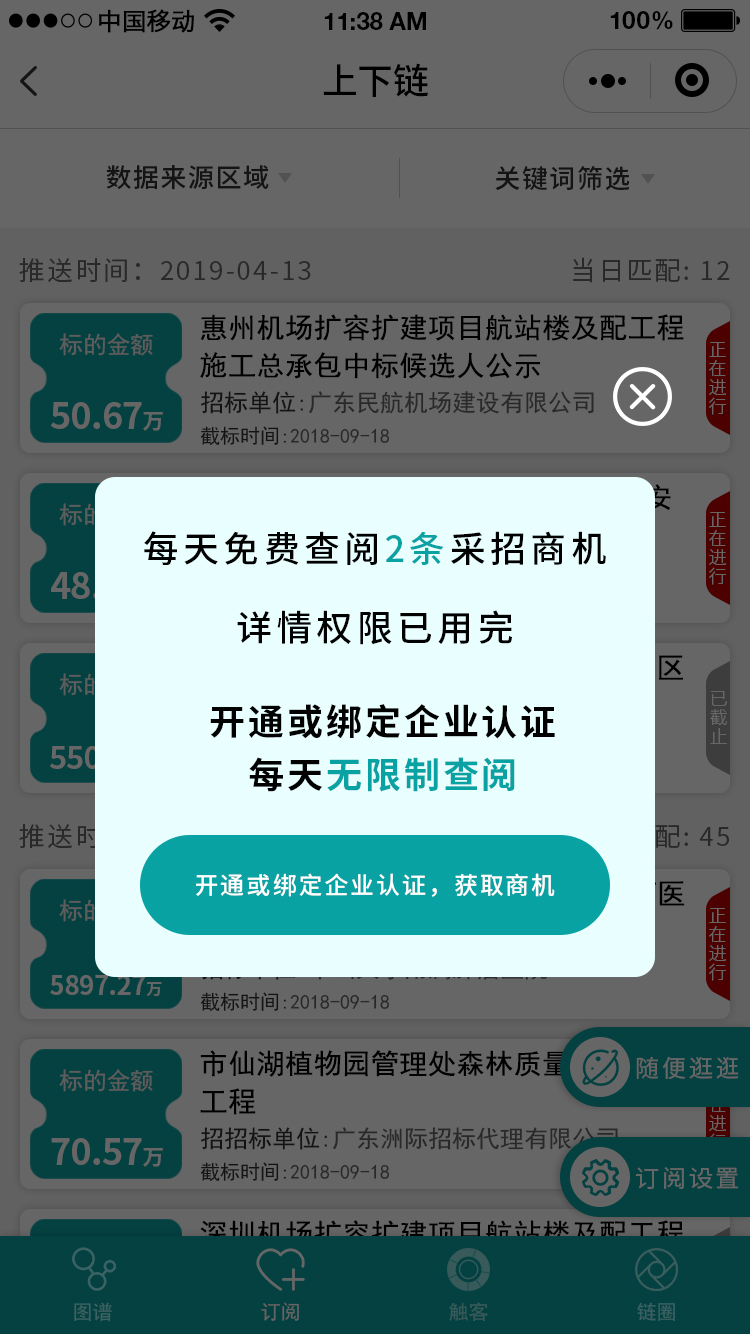 中国移动
11:38 AM
100%
上下链
数据来源区域
关键词筛选
推送时间：2019-04-13
当日匹配: 12
标的金额
50.67万
惠州机场扩容扩建项目航站楼及配工程
施工总承包中标候选人公示
招标单位:广东民航机场建设有限公司
截标时间:2018-09-18
正在进行
标的
48.
安
正在进行
标的
550
区
已截止
每天免费查阅2条采招商机
详情权限已用完
开通或绑定企业认证
每天无限制查阅
开通或绑定企业认证，获取商机
推送时
配: 45
标的
5897.27万
医
截标时间:2018-09-18
正在进行
标的金额
70.57万
市仙湖植物园管理处森林质量
工程
招招标单位:广东洲际招标代理有限公司
截标时间:2018-09-18
随便逛逛
订阅设置
深圳机场扩容扩建项目航站楼及配工程
图谱
订阅
触客
链圈